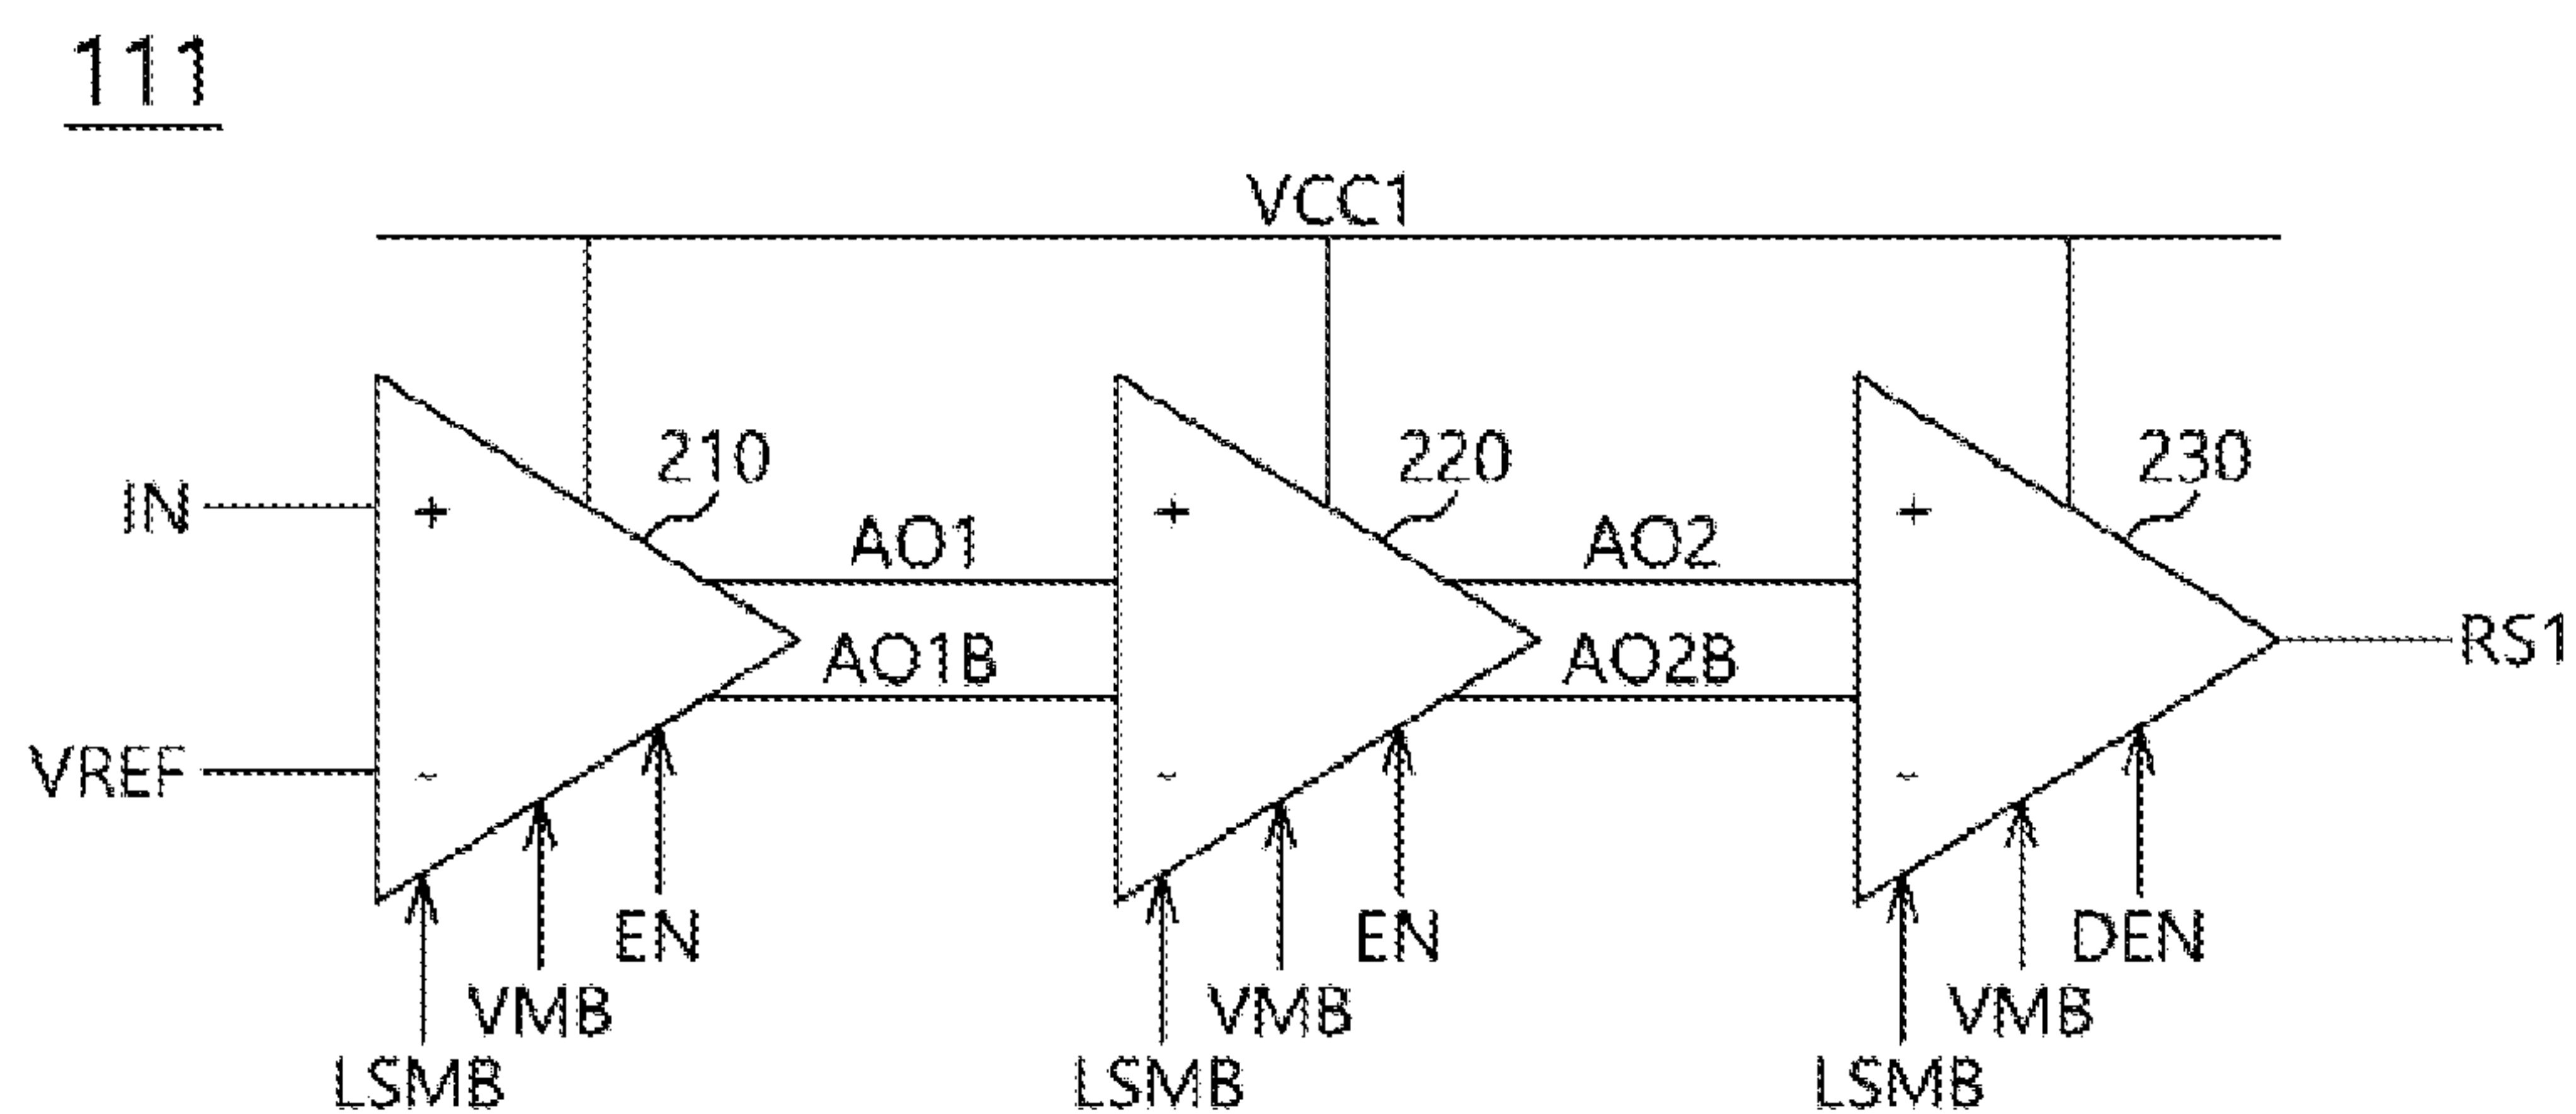 111
VCC1
210
220
230
IN
+
+
+
AO1
AO2
AO1B
AO2B
RS1
VREF
-
-
-
EN
EN
DEN
VMB
VMB
VMB
LSMB
LSMB
LSMB